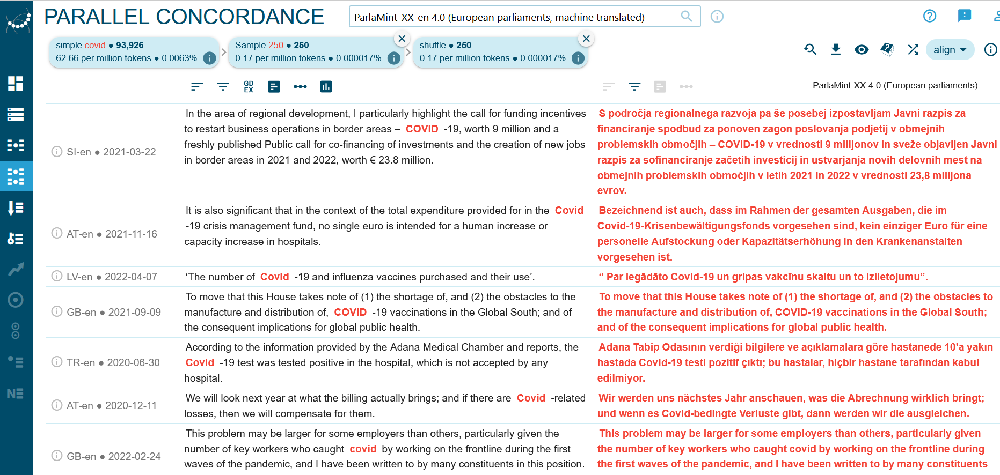 PARALLEL CONCORDANCE
ParlaMint-XX-en 4.0 (European parliaments, machine translated)
simple covid ● 93,926
62.66 per million tokens ● 0.0063%
Sample 250 ● 250
0.17 per million tokens ● 0.000017%
shuffle ● 250
0.17 per million tokens ● 0.000017%
align
GD
EX
ParlaMint-XX 4.0 (European parliaments)
SI-en ● 2021-03-22
In the area of regional development, I particularly highlight the call for funding incentives
to restart business operations in border areas – COVID -19, worth 9 million and a
freshly published Public call for co-financing of investments and the creation of new jobs
in border areas in 2021 and 2022, worth € 23.8 million.
S področja regionalnega razvoja pa še posebej izpostavljam Javni razpis za
financiranje spodbud za ponoven zagon poslovanja podjetij v obmejnih
problemskih območjih – COVID-19 v vrednosti 9 milijonov in sveže objavljen Javni
razpis za sofinanciranje začetih investicij in ustvarjanja novih delovnih mest na
obmejnih problemskih območjih v letih 2021 in 2022 v vrednosti 23,8 milijona
evrov.
AT-en ● 2021-11-16
It is also significant that in the context of the total expenditure provided for in the Covid
-19 crisis management fund, no single euro is intended for a human increase or
capacity increase in hospitals.
Bezeichnend ist auch, dass im Rahmen der gesamten Ausgaben, die im
Covid-19-Krisenbewältigungsfonds vorgesehen sind, kein einziger Euro für eine
personelle Aufstockung oder Kapazitätserhöhung in den Krankenanstalten
vorgesehen ist.
LV-en ● 2022-04-07
‘The number of Covid -19 and influenza vaccines purchased and their use’.
“ Par iegādāto Covid-19 un gripas vakcīnu skaitu un to izlietojumu”.
GB-en ● 2021-09-09
To move that this House takes note of (1) the shortage of, and (2) the obstacles to the
manufacture and distribution of, COVID -19 vaccinations in the Global South; and of
the consequent implications for global public health.
To move that this House takes note of (1) the shortage of, and (2) the obstacles to
the manufacture and distribution of, COVID-19 vaccinations in the Global South;
and of the consequent implications for global public health.
TR-en ● 2020-06-30
According to the information provided by the Adana Medical Chamber and reports, the
Covid -19 test was tested positive in the hospital, which is not accepted by any
hospital.
Adana Tabip Odasının verdiği bilgilere ve açıklamalara göre hastanede 10’a yakın
hastada Covid-19 testi pozitif çıktı; bu hastalar, hiçbir hastane tarafından kabul
edilmiyor.
AT-en ● 2020-12-11
We will look next year at what the billing actually brings; and if there are Covid -related
losses, then we will compensate for them.
Wir werden uns nächstes Jahr anschauen, was die Abrechnung wirklich bringt;
und wenn es Covid-bedingte Verluste gibt, dann werden wir die ausgleichen.
GB-en ● 2022-02-24
This problem may be larger for some employers than others, particularly given the
number of key workers who caught covid by working on the frontline during the first
waves of the pandemic, and I have been written to by many constituents in this position.
This problem may be larger for some employers than others, particularly given
the number of key workers who caught covid by working on the frontline during
the first waves of the pandemic, and I have been written to by many constituents